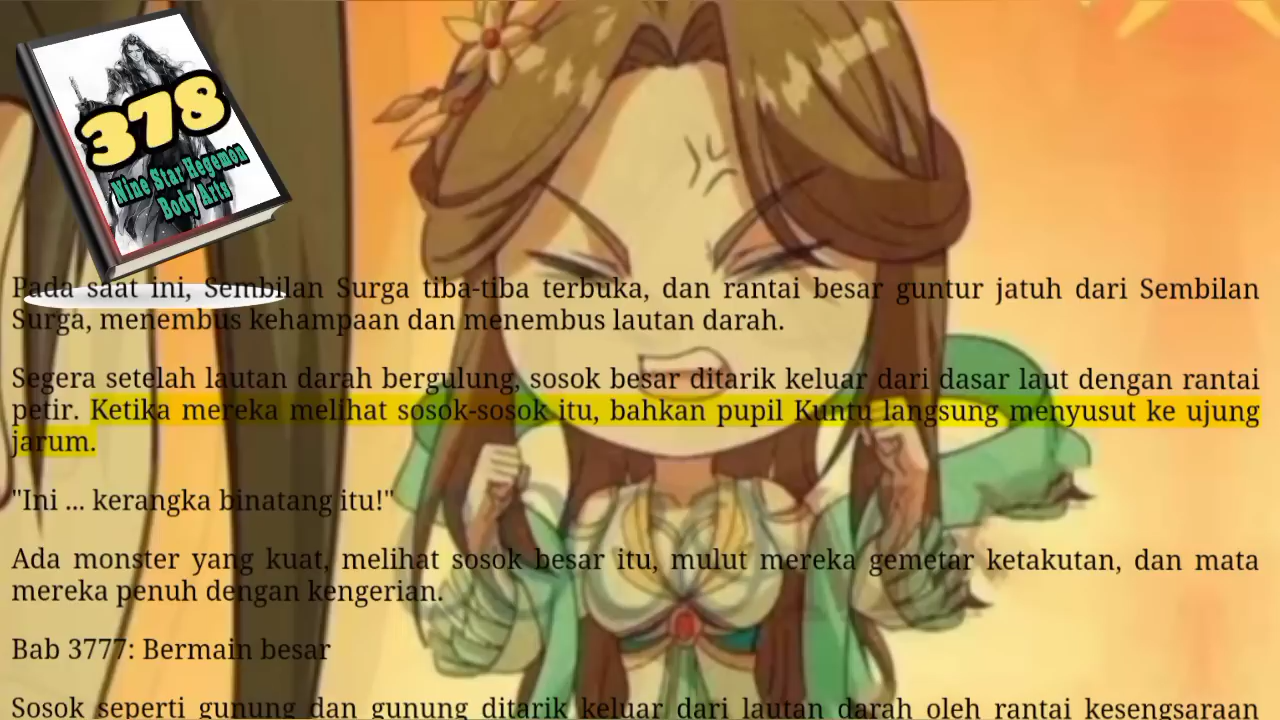 378
Nine Star Hegemon
Body Arts
Pada saat ini, Sembilan Surga tiba-tiba terbuka, dan rantai besar guntur jatuh dari Sembilan
Surga, menembus kehampaan dan menembus lautan darah.
Segera setelah lautan darah bergulung, sosok besar ditarik keluar dari dasar laut dengan rantai
petir. Ketika mereka melihat sosok-sosok itu, bahkan pupil Kuntu langsung menyusut ke ujung
jarum.
"Ini ... kerangka binatang itu!"
Ada monster yang kuat, melihat sosok besar itu, mulut mereka gemetar ketakutan, dan mata
mereka penuh dengan kengerian.
Bab 3777: Bermain besar
Sosok seperti gunung dan gunung ditarik keluar dari lautan darah oleh rantai kesengsaraan